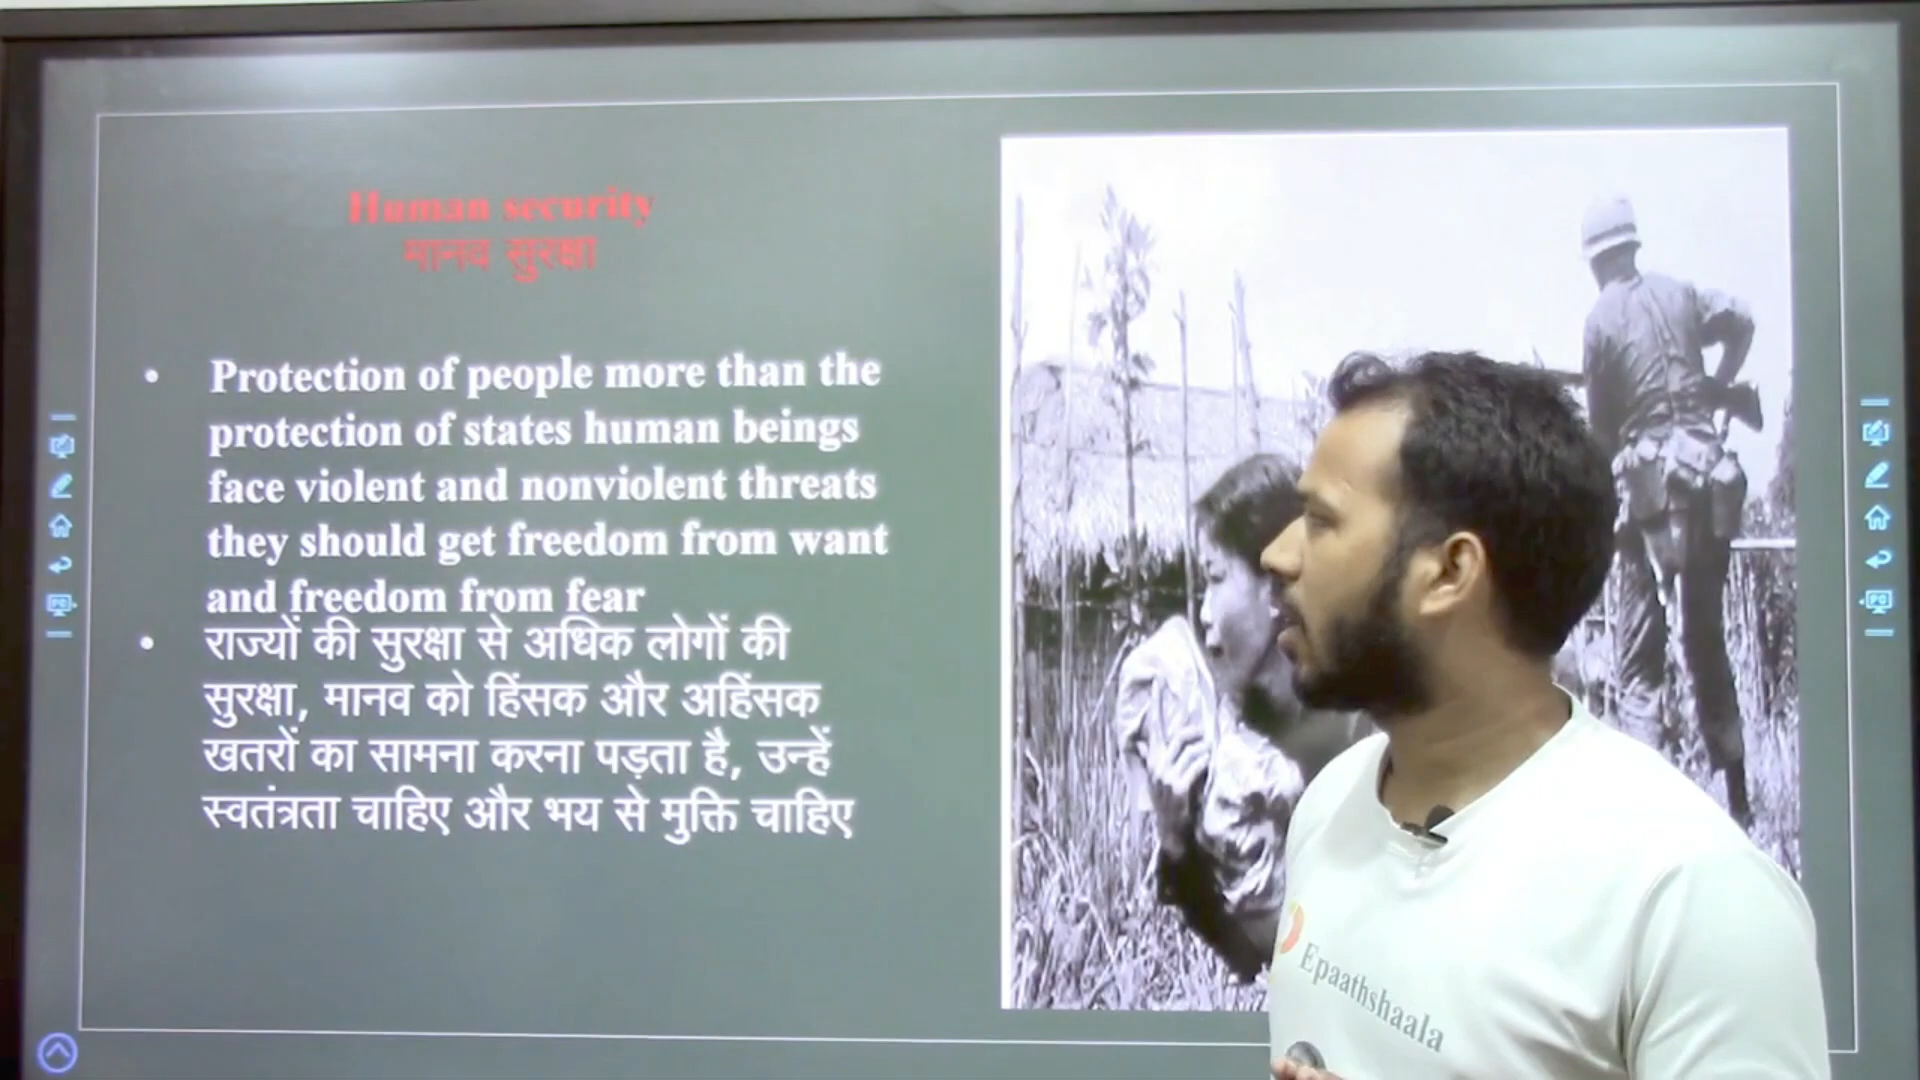 Human security
मानव सुरक्षा
• Protection of people more than the
protection of states human beings
face violent and nonviolent threats
they should get freedom from want
and freedom from fear
• राज्यों की सुरक्षा से अधिक लोगों की
सुरक्षा, मानव को हिंसक और अहिंसक
खतरों का सामना करना पड़ता है, उन्हें
स्वतंत्रता चाहिए और भय से मुक्ति चाहिए
Epaathshaala